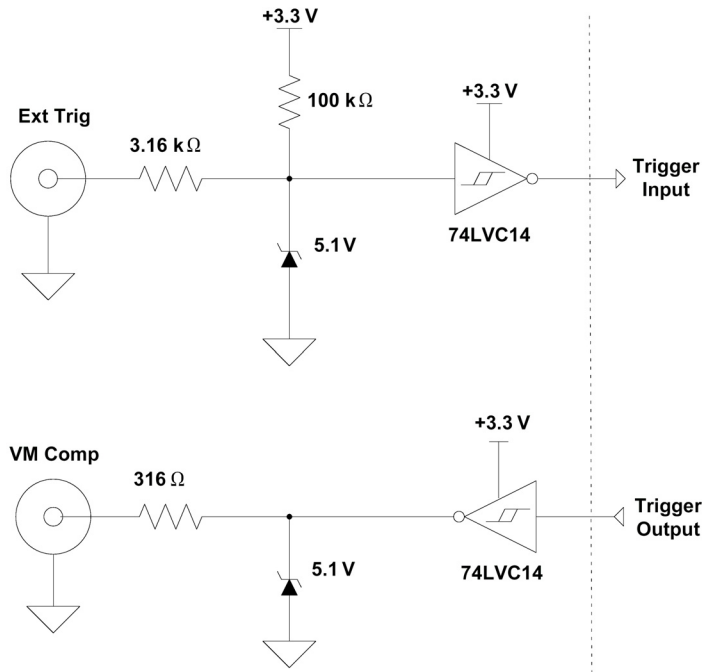 +3.3 V
100 kΩ
+3.3 V
Ext Trig
3.16 kΩ
Trigger
Input
74LVC14
5.1 V
+3.3 V
VM Comp
316 Ω
Trigger
Output
5.1 V
74LVC14